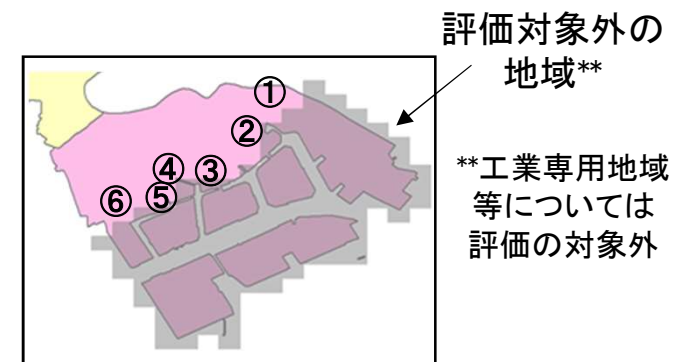 評価対象外の
地域**
**工業専用地域
等については
評価の対象外
①
②
④ ③
⑥ ⑤